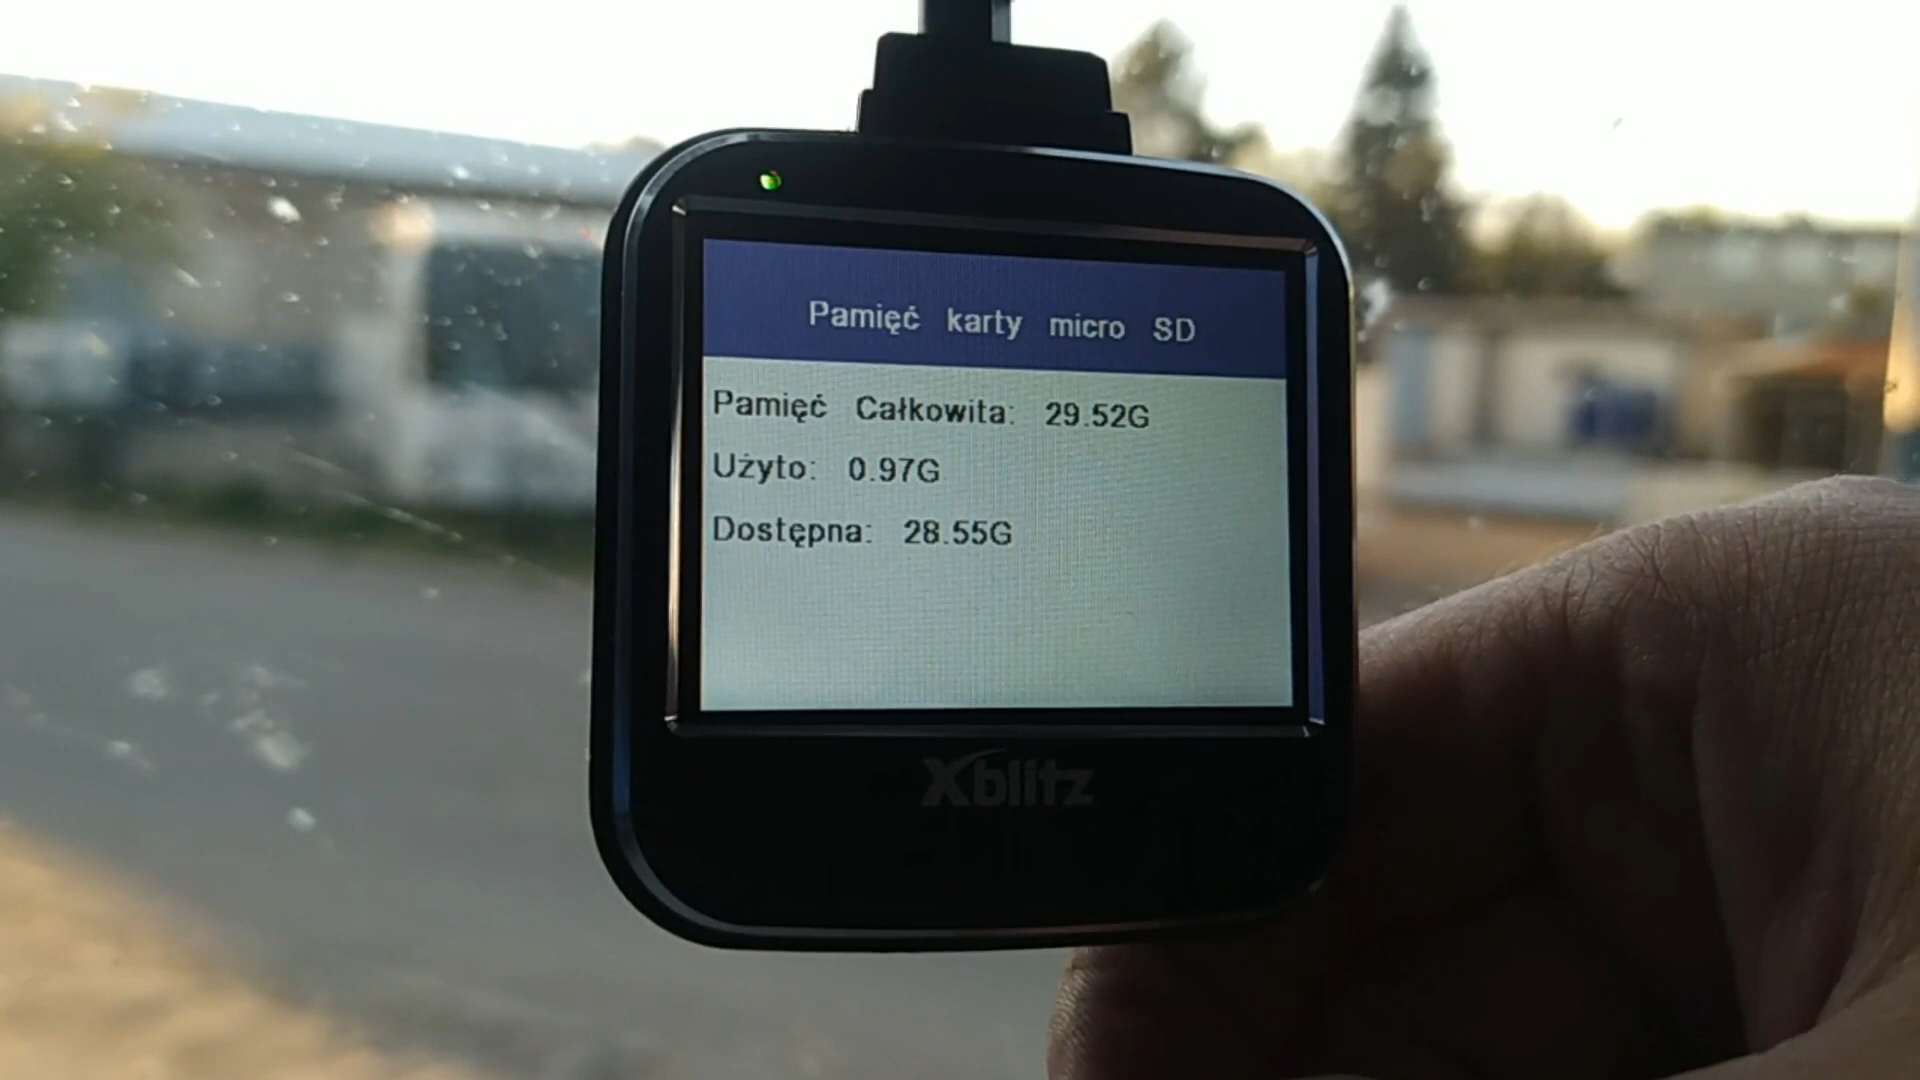 Pamięć karty micro SD
Pamięć Całkowita: 29.52G
Użyto: 0.97G
Dostępna: 28.55G
Xblitz